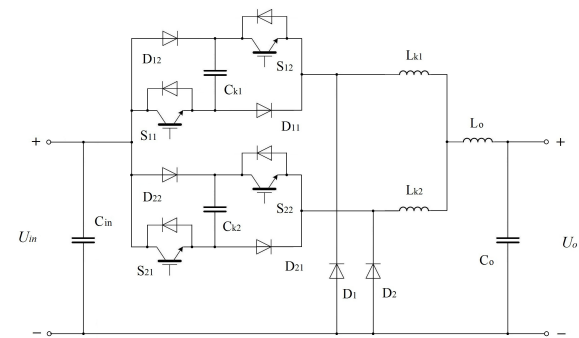 D12
S12
Lk1
Ck1
S11
D11
Lo
+
+
D22
S22
Lk2
Cin
Ck2
Uin
Uo
S21
D21
Co
D1
D2
−
−